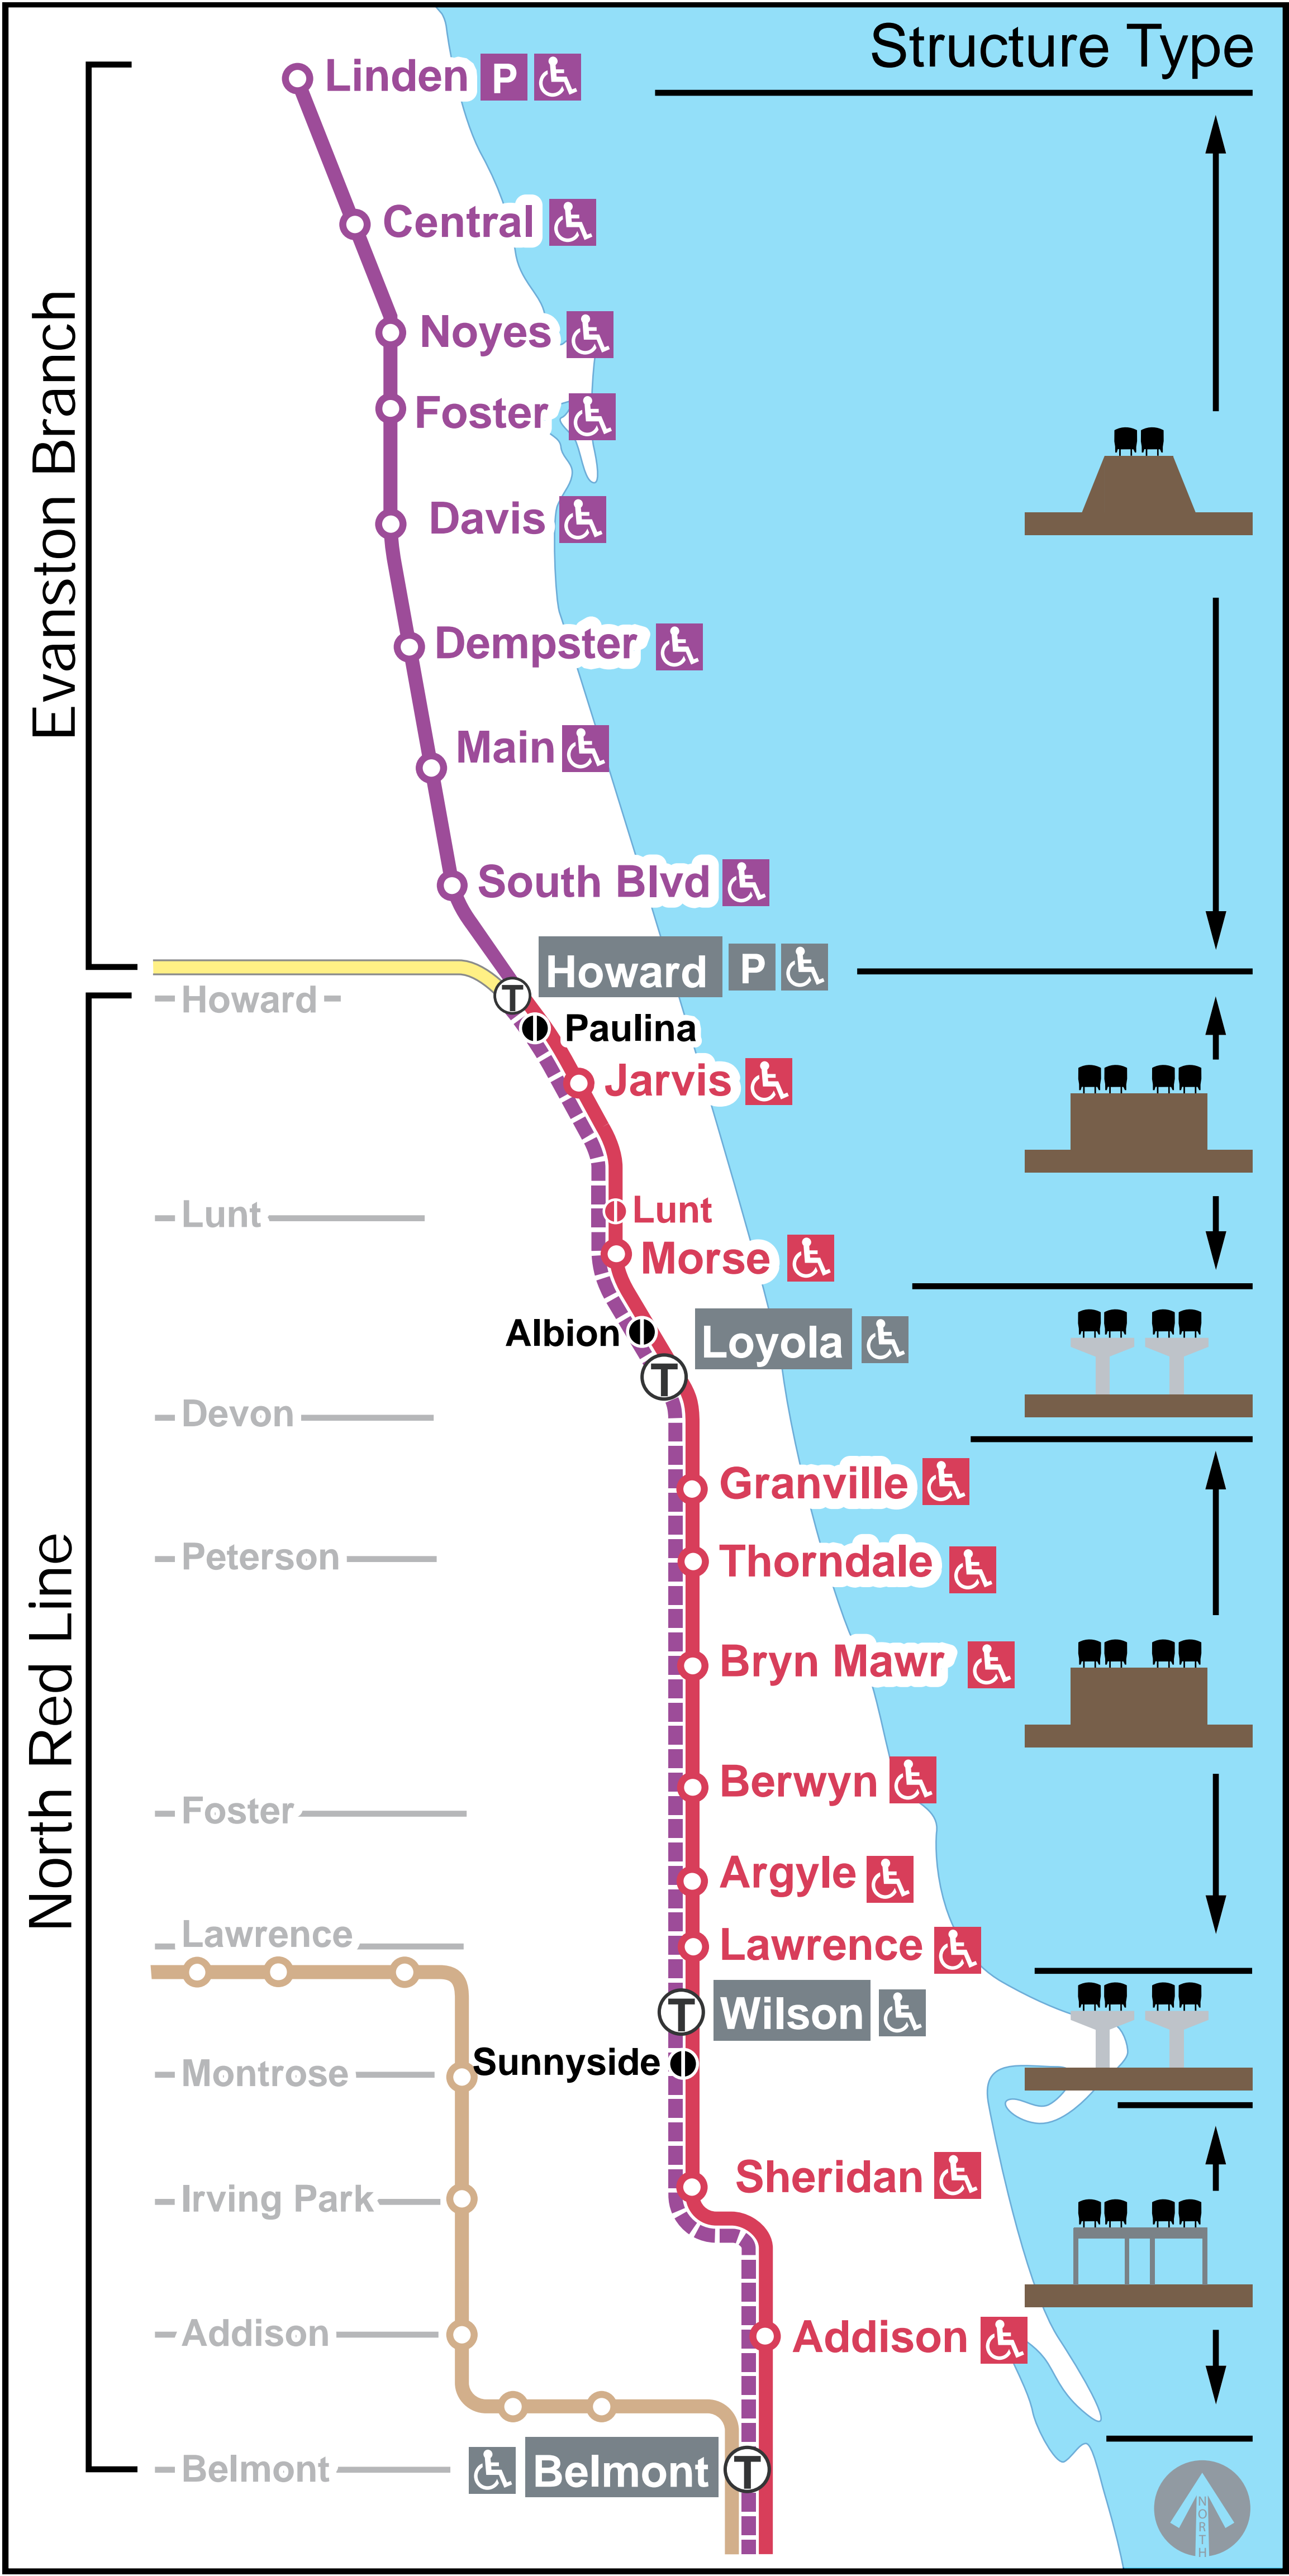 Structure Type
Linden P
Central
Noyes
Foster
Davis
Dempster
Main
South Blvd
Evanston Branch
Howard P
T
Howard
Paulina
Jarvis
Lunt
Lunt
Morse
Albion
Loyola
T
Devon
Granville
Peterson
Thorndale
Bryn Mawr
North Red Line
Berwyn
Foster
Argyle
Lawrence
Lawrence
T
Wilson
Sunnyside
Montrose
Sheridan
Irving Park
Addison
Addison
Belmont
Belmont
T
NORTH